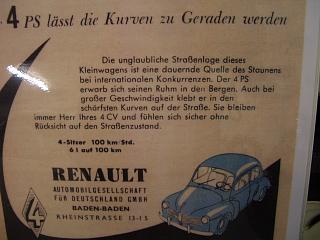 4 PS lässt die Kurven zu Geraden werden
Die unglaubliche Straßenlage dieses
Kleinwagens ist eine dauernde Quelle des Staunens
bei internationalen Konkurrenzen. Der 4 PS
erwarb sich seinen Ruhm in den Bergen. Auch bei
großer Geschwindigkeit klebt er in den
schärfsten Kurven auf der Straße. Sie bleiben
immer Herr Ihres 4 CV und fühlen sich sicher ohne
Rücksicht auf den Straßenzustand.
4-Sitzer 100 km/Std.
6 l auf 100 km
RENAULT
AUTOMOBILGESELLSCHAFT
FÜR DEUTSCHLAND GMBH
BADEN-BADEN
RHEINSTRASSE 13-15
4